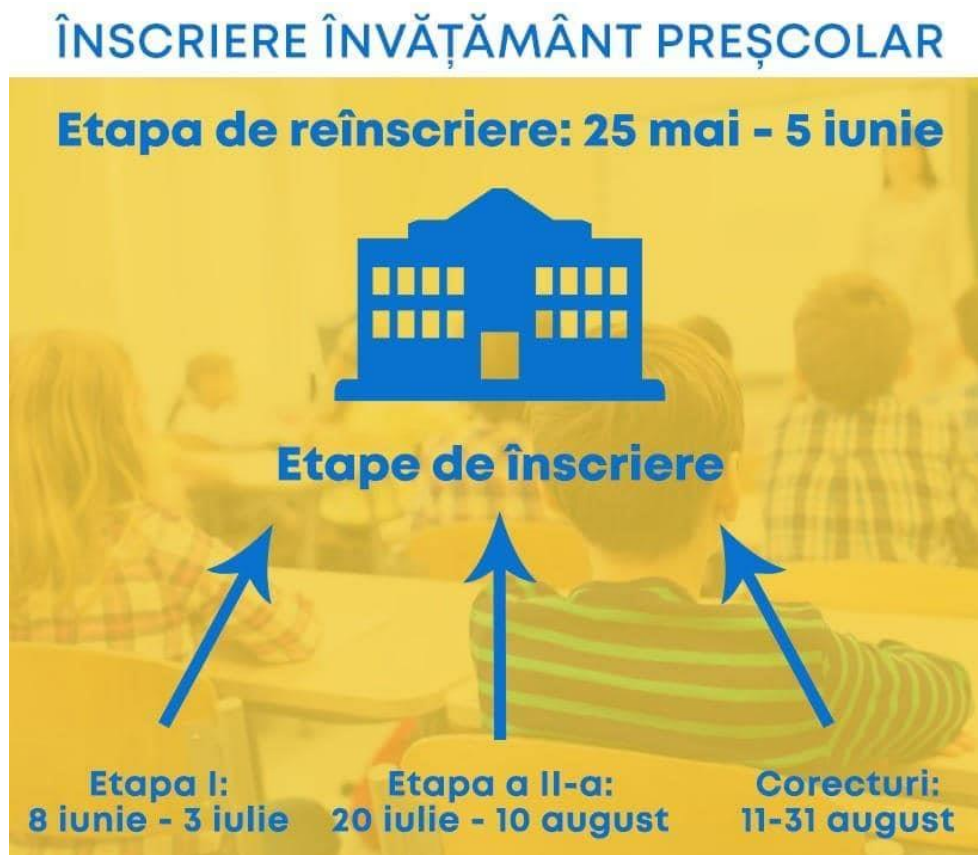 ÎNSCRIERE ÎNVĂȚĂMÂNT PREȘCOLAR
Etapa de reînscriere: 25 mai - 5 iunie
Etape de înscriere
Etapa I:
8 iunie - 3 iulie
Etapa a II-a:
20 iulie - 10 august
Corecturi:
11-31 august